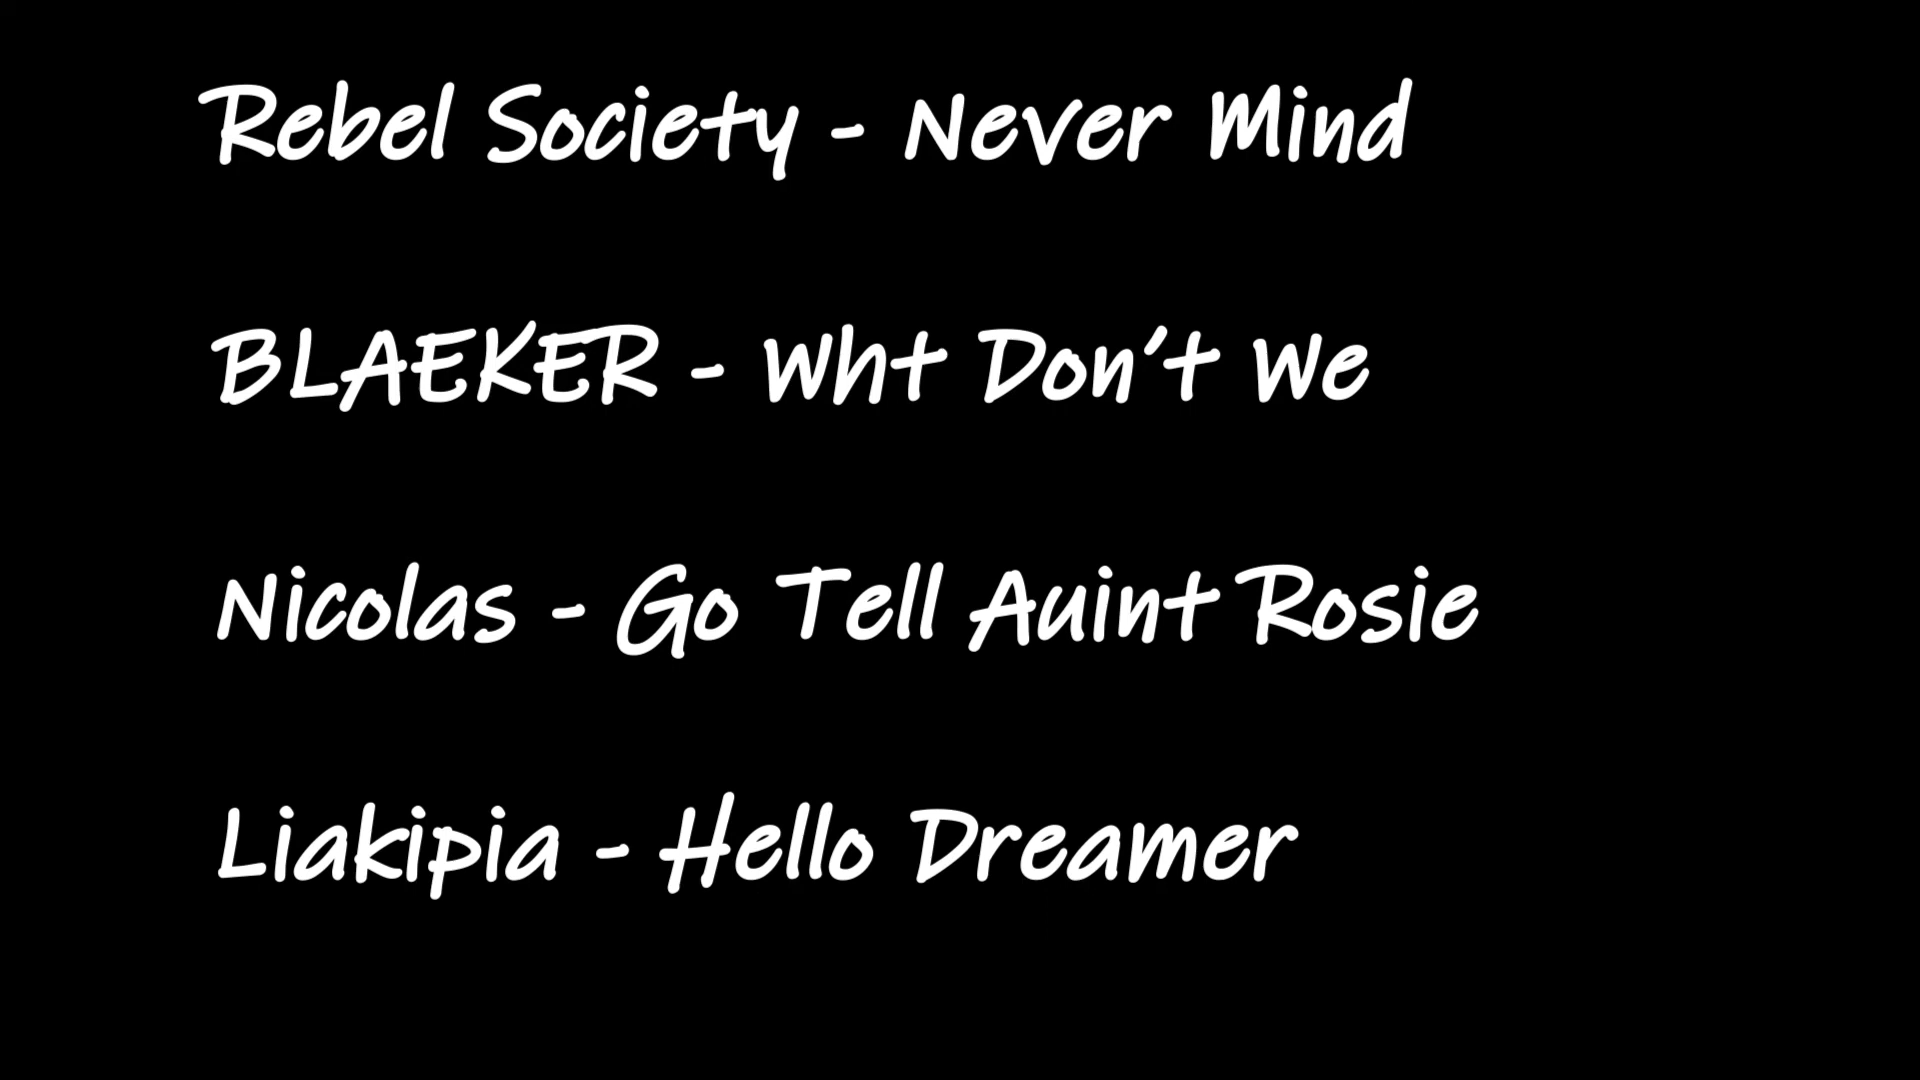 Rebel Society - Never Mind
BLAEKER - Wht Don't We
Nicolas - Go Tell Auint Rosie
Liakipia - Hello Dreamer